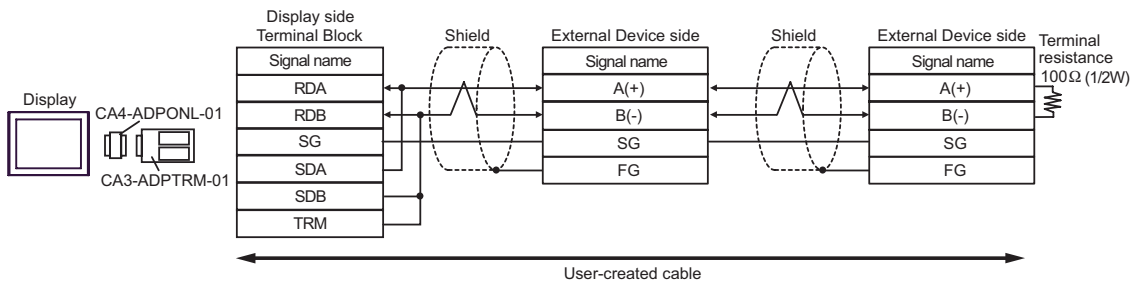 Display side
Terminal Block
Shield
External Device side
Shield
External Device side
Terminal
resistance
100Ω (1/2W)
Signal name
Signal name
Signal name
RDA
A(+)
A(+)
Display
CA4-ADPONL-01
RDB
B(-)
B(-)
SG
SG
SG
CA3-ADPTRM-01
SDA
FG
FG
SDB
TRM
User-created cable